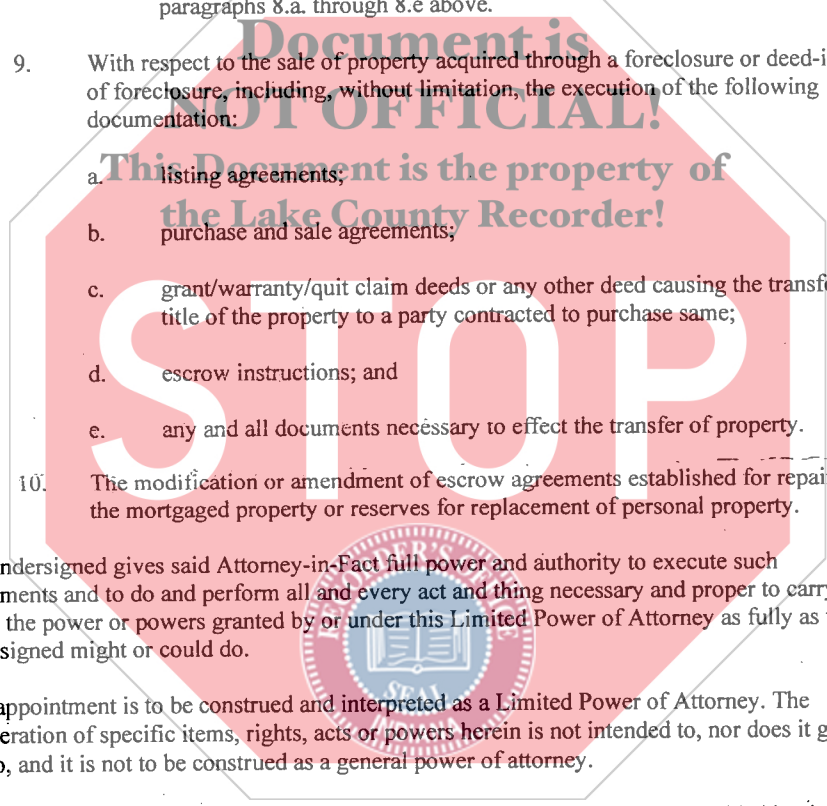 paragraphs 8.a. through 8.e above.
Document is
9. With respect to the sale of property acquired through a foreclosure or deed-i
of foreclosure, including, without limitation, the execution of the following
NOT OFFICIAL!
documentation:
This Document is the property of
a. listing agreements;
the Lake County Recorder!
b. purchase and sale agreements;
c. grant/warranty/quit claim deeds or any other deed causing the transfe
title of the property to a party contracted to purchase same;
STOP
d. escrow instructions; and
e. any and all documents necessary to effect the transfer of property.
10. The modification or amendment of escrow agreements established for repai
the mortgaged property or reserves for replacement of personal property.
ndersigned gives said Attorney-in-Fact full power and authority to execute such
ments and to do and perform all and every act and thing necessary and proper to carry
the power or powers granted by or under this Limited Power of Attorney as fully as
signed might or could do.
RECORDER'S OFFICE
SEAL
INDIANA
appointment is to be construed and interpreted as a Limited Power of Attorney. The
eration of specific items, rights, acts or powers herein is not intended to, nor does it g
o, and it is not to be construed as a general power of attorney.